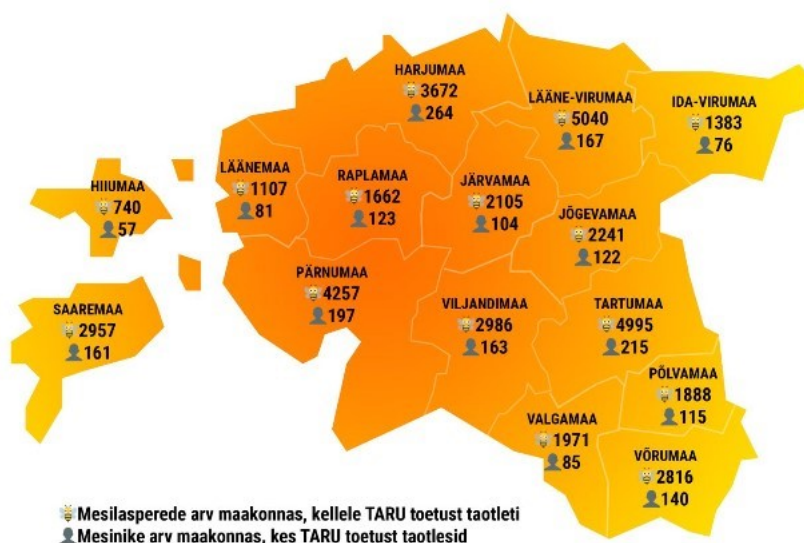 HARJUMAA
3672
264
LÄÄNE-VIRUMAA
5040
167
IDA-VIRUMAA
1383
76
HIIUMAA
740
57
LÄÄNEMAA
1107
81
RAPLAMAA
1662
123
JÄRVAMAA
2105
104
JÕGEVAMAA
2241
122
PÄRNUMAA
4257
197
SAAREMAA
2957
161
VILJANDIMAA
2986
163
TARTUMAA
4995
215
PÕLVAMAA
1888
115
VALGAMAA
1971
85
VÕRUMAA
2816
140
Mesilasperede arv maakonnas, kellele TARU toetust taotleti
Mesinike arv maakonnas, kes TARU toetust taotlesid